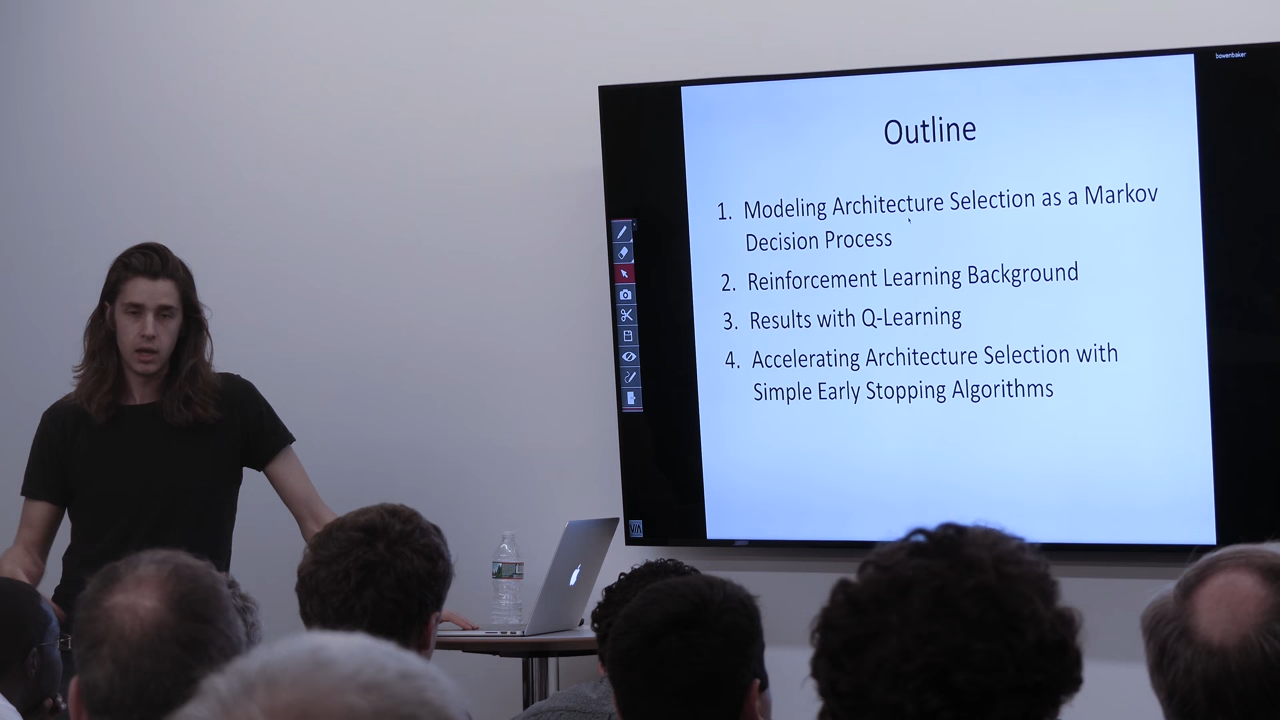 bowenbaker
Outline
1. Modeling Architecture Selection as a Markov
Decision Process
2. Reinforcement Learning Background
3. Results with Q-Learning
4. Accelerating Architecture Selection with
Simple Early Stopping Algorithms